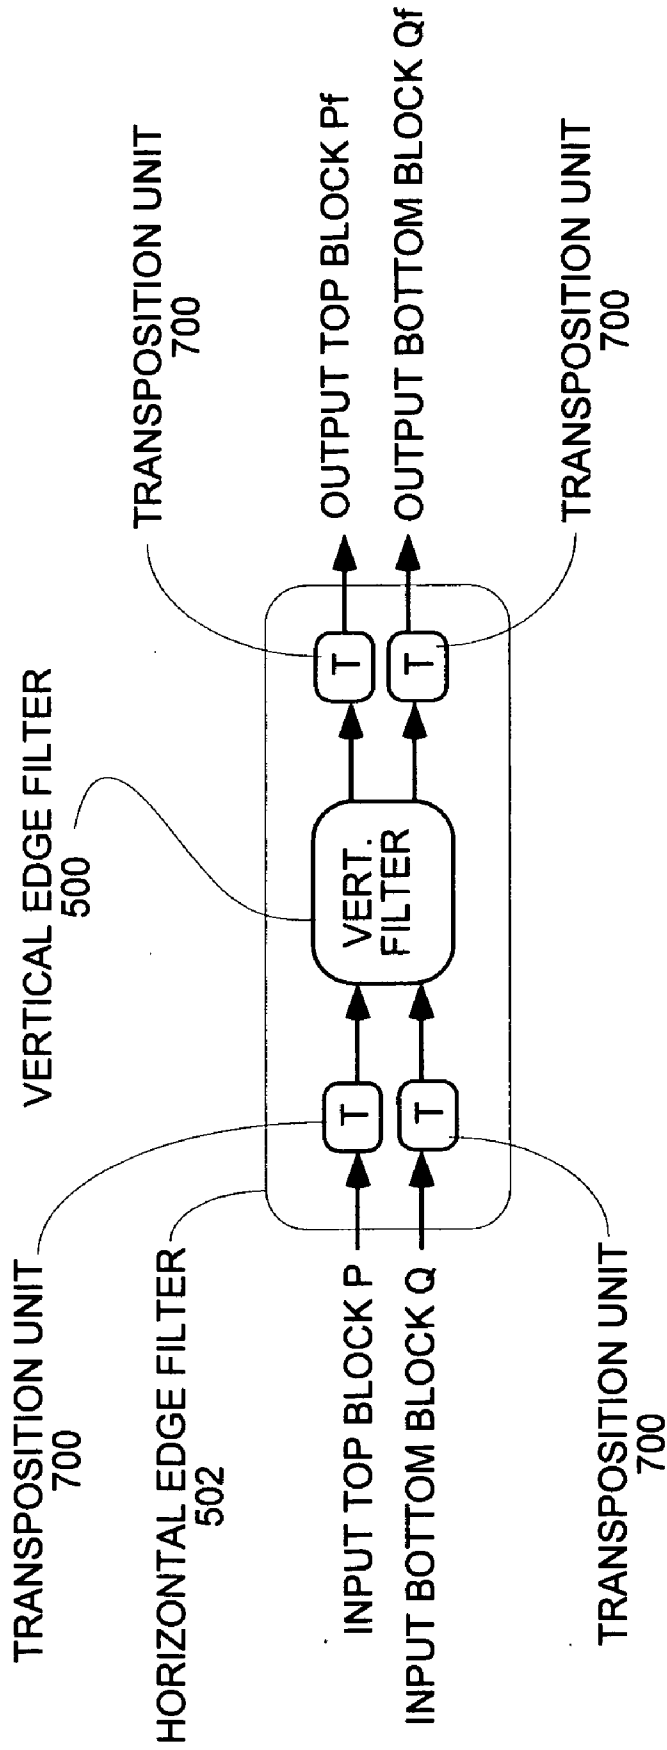 TRANSPOSITION UNIT
700
HORIZONTAL EDGE FILTER
502
VERTICAL EDGE FILTER
500
TRANSPOSITION UNIT
700
INPUT TOP BLOCK P
INPUT BOTTOM BLOCK Q
T
T
VERT.
FILTER
T
T
OUTPUT TOP BLOCK Pf
OUTPUT BOTTOM BLOCK Qf
TRANSPOSITION UNIT
700
TRANSPOSITION UNIT
700